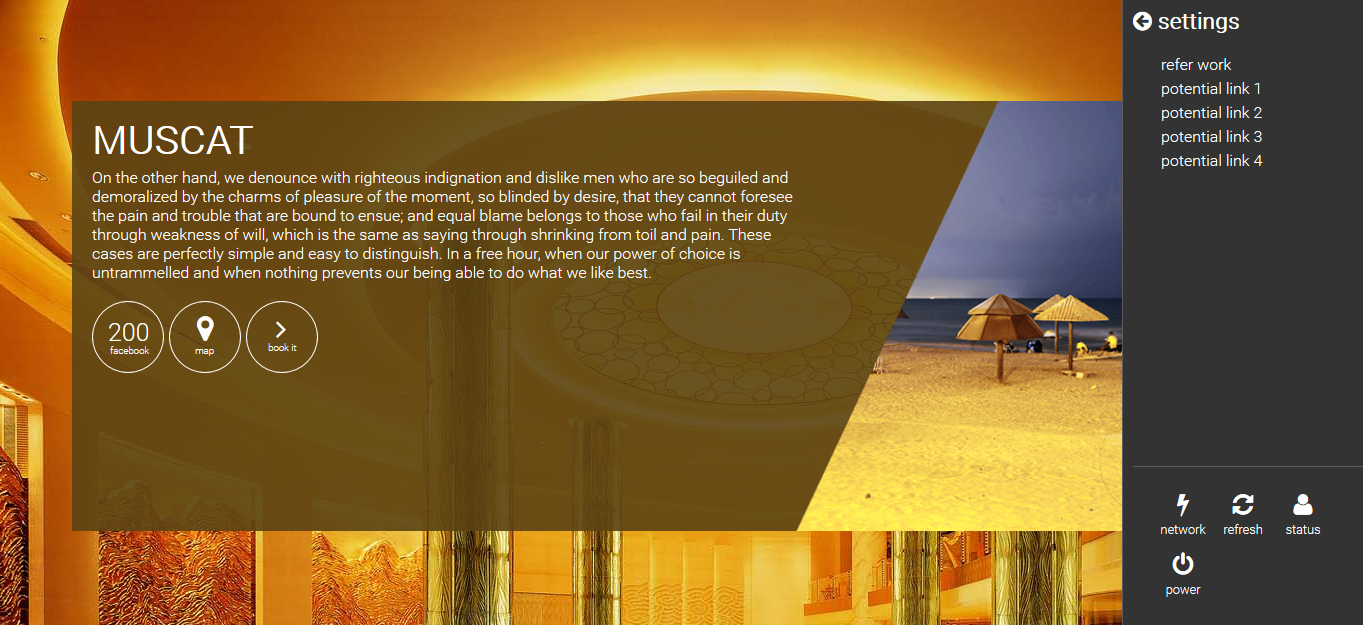 MUSCAT
On the other hand, we denounce with righteous indignation and dislike men who are so beguiled and
demoralized by the charms of pleasure of the moment, so blinded by desire, that they cannot foresee
the pain and trouble that are bound to ensue; and equal blame belongs to those who fail in their duty
through weakness of will, which is the same as saying through shrinking from toil and pain. These
cases are perfectly simple and easy to distinguish. In a free hour, when our power of choice is
untrammelled and when nothing prevents our being able to do what we like best.
200
facebook
map
book it
settings
refer work
potential link 1
potential link 2
potential link 3
potential link 4
network
refresh
status
power